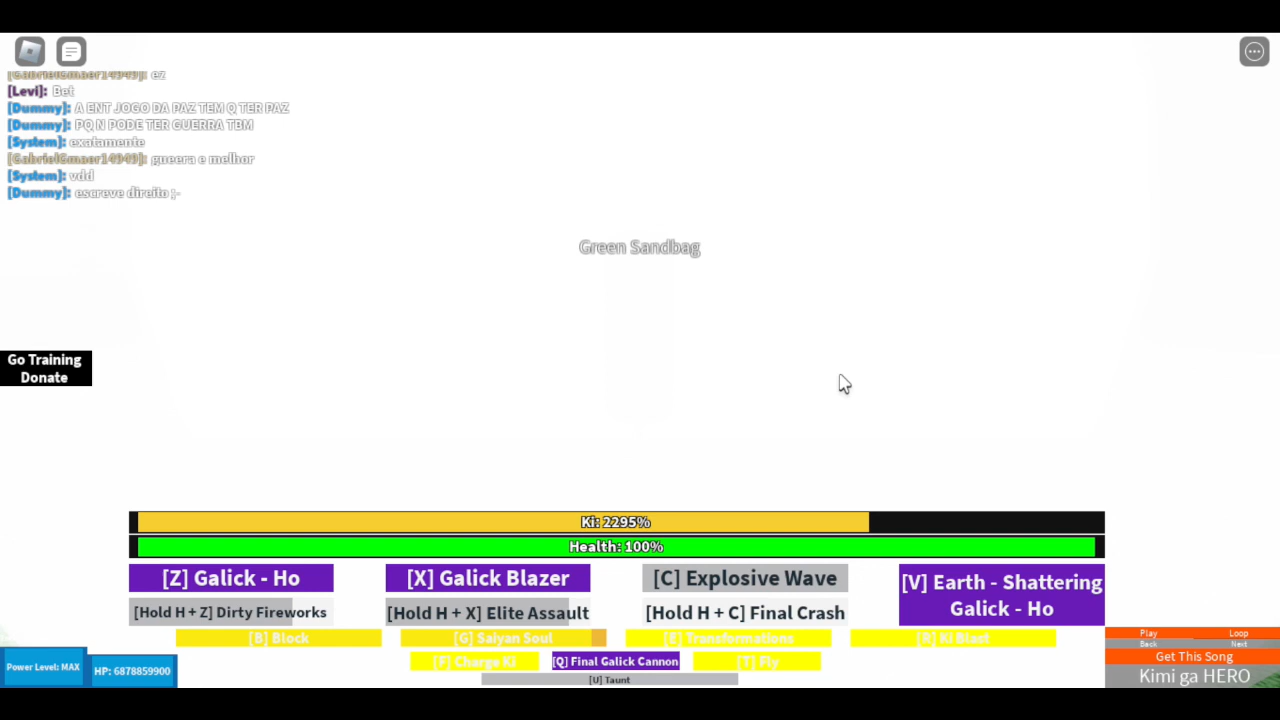 [GabrielGmaer14949]: ez
[Levi]: Bet
[Dummy]: A ENT JOGO DA PAZ TEM Q TER PAZ
[Dummy]: PQ N PODE TER GUERRA TBM
[System]: exatamente
[GabrielGmaer14949]: gueera e melhor
[System]: vdd
[Dummy]: escreve direito ;-
Green Sandbag
Go Training
Donate
Ki: 2295%
Health: 100%
[Z] Galick - Ho
[X] Galick Blazer
[C] Explosive Wave
[V] Earth - Shattering
Galick - Ho
[Hold H + Z] Dirty Fireworks
[Hold H + X] Elite Assault
[Hold H + C] Final Crash
[B] Block
[G] Saiyan Soul
[E] Transformations
[R] Ki Blast
[F] Charge Ki
[Q] Final Galick Cannon
[T] Fly
[U] Taunt
Power Level: MAX
HP: 6878859900
Play
Loop
Back
Next
Get This Song
Kimi ga HERO